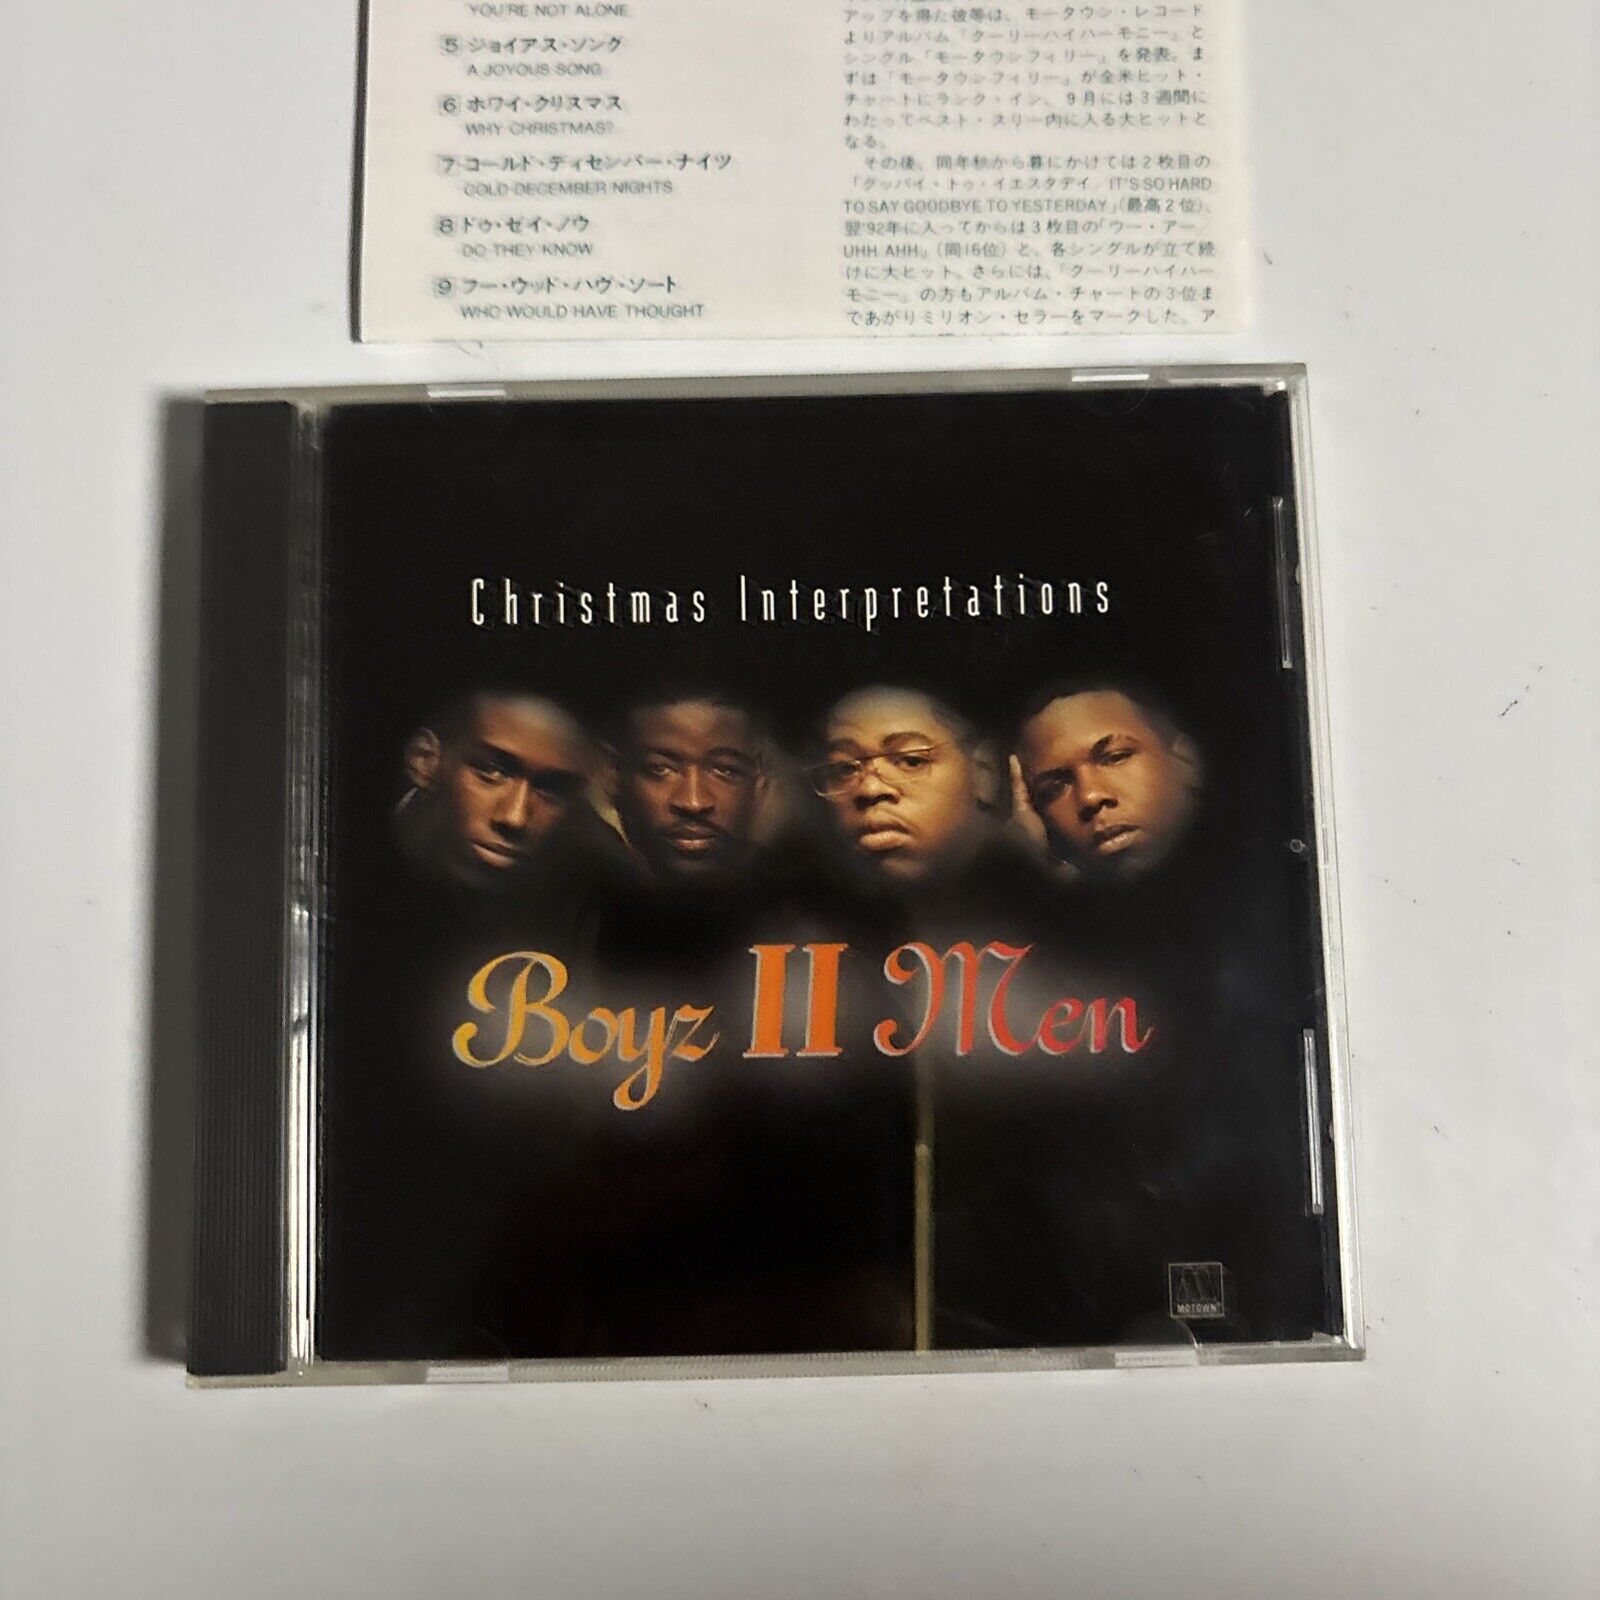 YOU'RE NOT ALONE
5 ジョイアス・ソング
A JOYOUS SONG
6 ホワイ・クリスマス
WHY CHRISTMAS?
7 コールド・ディセンバー・ナイツ
COLD DECEMBER NIGHTS
8 ドゥ・ゼイ・ノウ
DO THEY KNOW
9 フー・ウッド・ハヴ・ソート
WHO WOULD HAVE THOUGHT
アップを得た彼等は、モータウン・レコード
よりアルバム「クーリーハイハーモニー」と
シングル「モータウンフィリー」を発表。ま
ずは「モータウンフィリー」が全米ヒット・
チャートにランク・イン、9月には3週間に
わたってベスト・スリー内に入る大ヒットと
なる。
その後、同年秋から暮にかけては2枚目の
「グッバイ・トゥ・イエスタデイ/IT'S SO HARD
TO SAY GOODBYE TO YESTERDAY」(最高2位)、
翌'92年に入ってからは3枚目の「ウー・アー/
UHH AHH」(同16位)と、各シングルが立て続
けに大ヒット。さらには、「クーリーハイハー
モニー」の方もアルバム・チャートの3位ま
であがりミリオン・セラーをマークした。ア
Christmas Interpretations
Boyz II Men
MOTOWN